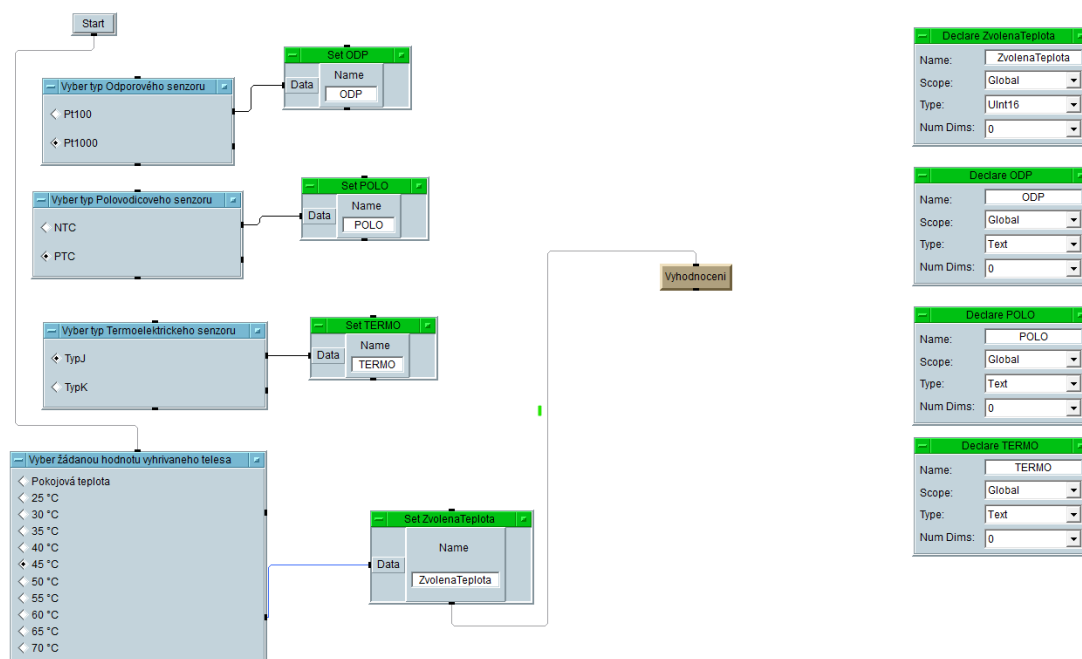 Start
Set ODP
Name
Data
ODP
Vyber typ Odporového senzoru
Pt100
Pt1000
Vyber typ Polovodicoveho senzoru
NTC
PTC
Set POLO
Name
Data
POLO
Vyber typ Termoelektrickeho senzoru
TypJ
TypK
Set TERMO
Name
Data
TERMO
Vyber žádanou hodnotu vyhrivaneho telesa
Pokojová teplota
25 °C
30 °C
35 °C
40 °C
45 °C
50 °C
55 °C
60 °C
65 °C
70 °C
Set ZvolenaTeplota
Name
Data
ZvolenaTeplota
Vyhodnoceni
Declare ZvolenaTeplota
Name: ZvolenaTeplota
Scope: Global
Type: UInt16
Num Dims: 0
Declare ODP
Name: ODP
Scope: Global
Type: Text
Num Dims: 0
Declare POLO
Name: POLO
Scope: Global
Type: Text
Num Dims: 0
Declare TERMO
Name: TERMO
Scope: Global
Type: Text
Num Dims: 0